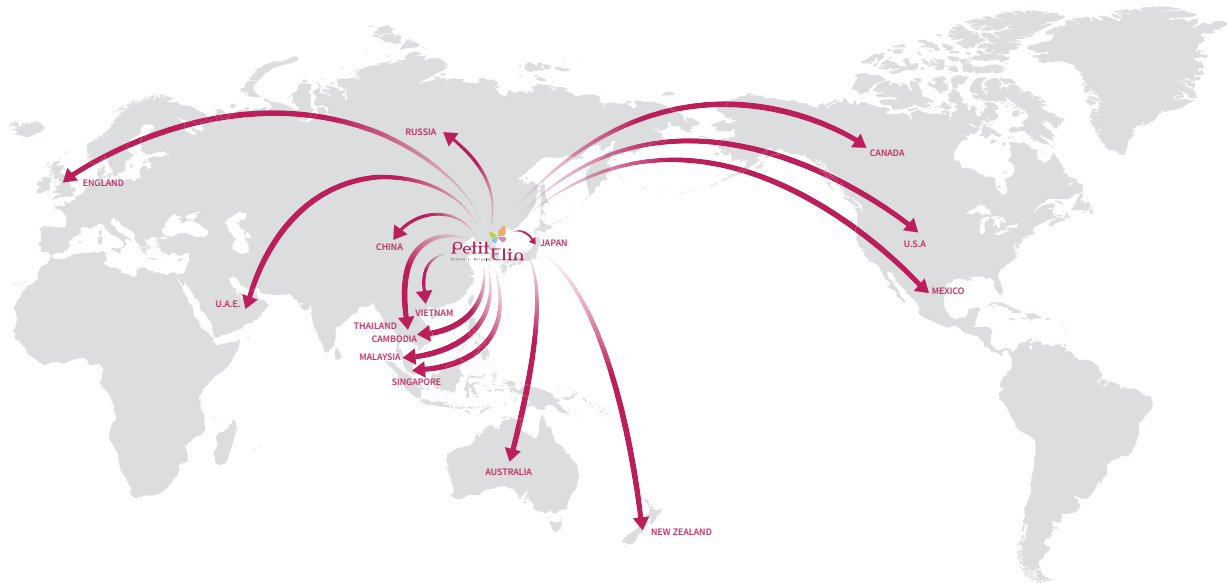 RUSSIA
CANADA
ENGLAND
CHINA
Petit Elin
JAPAN
U.S.A
MEXICO
U.A.E.
VIETNAM
THAILAND
CAMBODIA
MALAYSIA
SINGAPORE
AUSTRALIA
NEW ZEALAND